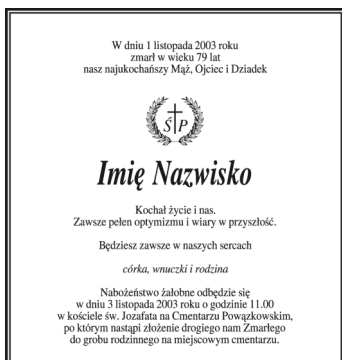 W dniu 1 listopada 2003 roku
zmarł w wieku 79 lat
nasz najukochańszy Mąż, Ojciec i Dziadek
Ś P
Imię Nazwisko
Kochał życie i nas.
Zawsze pełen optymizmu i wiary w przyszłość.
Będziesz zawsze w naszych sercach
córka, wnuczki i rodzina
Nabożeństwo żałobne odbędzie się
w dniu 3 listopada 2003 roku o godzinie 11.00
w kościele św. Jozafata na Cmentarzu Powązkowskim,
po którym nastąpi złożenie drogiego nam Zmarłego
do grobu rodzinnego na miejscowym cmentarzu.